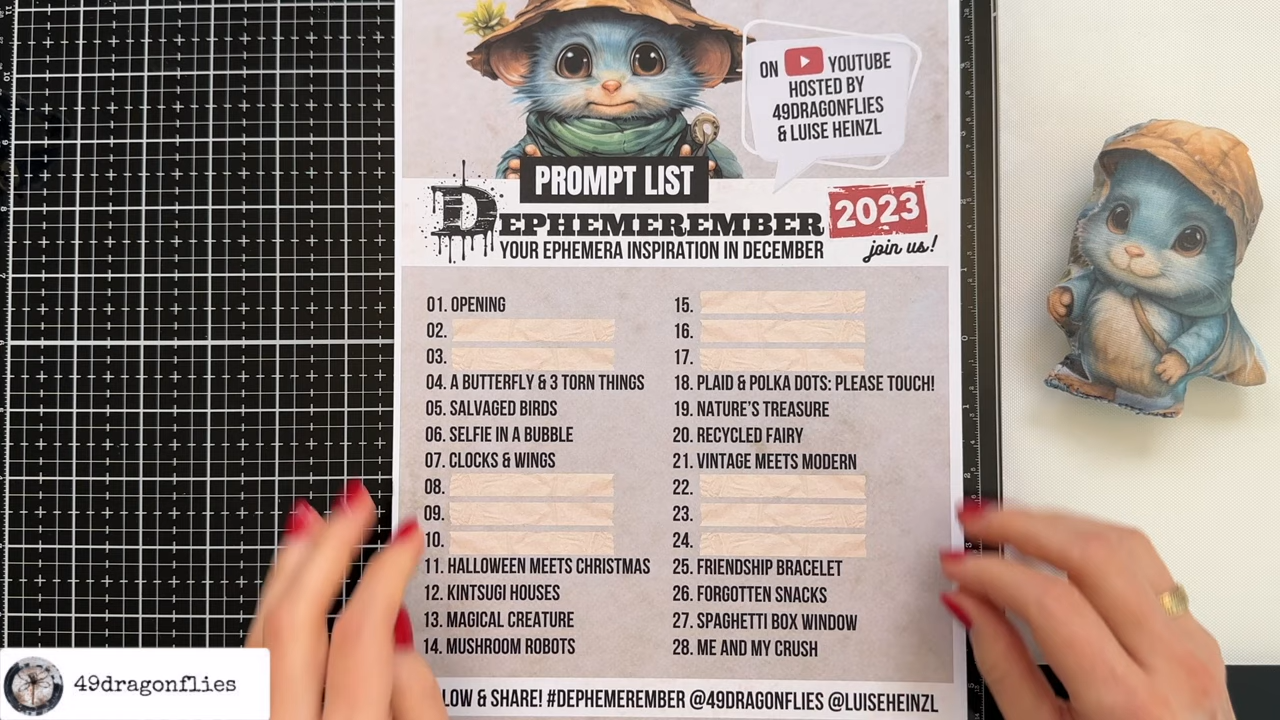 ON YOUTUBE
HOSTED BY
49DRAGONFLIES
& LUISE HEINZL
PROMPT LIST
DEPHEMEREMBER 2023
YOUR EPHEMERA INSPIRATION IN DECEMBER
join us!
01. OPENING
02.
03.
04. A BUTTERFLY & 3 TORN THINGS
05. SALVAGED BIRDS
06. SELFIE IN A BUBBLE
07. CLOCKS & WINGS
08.
09.
10.
11. HALLOWEEN MEETS CHRISTMAS
12. KINTSUGI HOUSES
13. MAGICAL CREATURE
14. MUSHROOM ROBOTS
15.
16.
17.
18. PLAID & POLKA DOTS: PLEASE TOUCH!
19. NATURE'S TREASURE
20. RECYCLED FAIRY
21. VINTAGE MEETS MODERN
22.
23.
24.
25. FRIENDSHIP BRACELET
26. FORGOTTEN SNACKS
27. SPAGHETTI BOX WINDOW
28. ME AND MY CRUSH
LOW & SHARE! #DEPHEMEREMBER @49DRAGONFLIES @LUISEHEINZL
49dragonflies